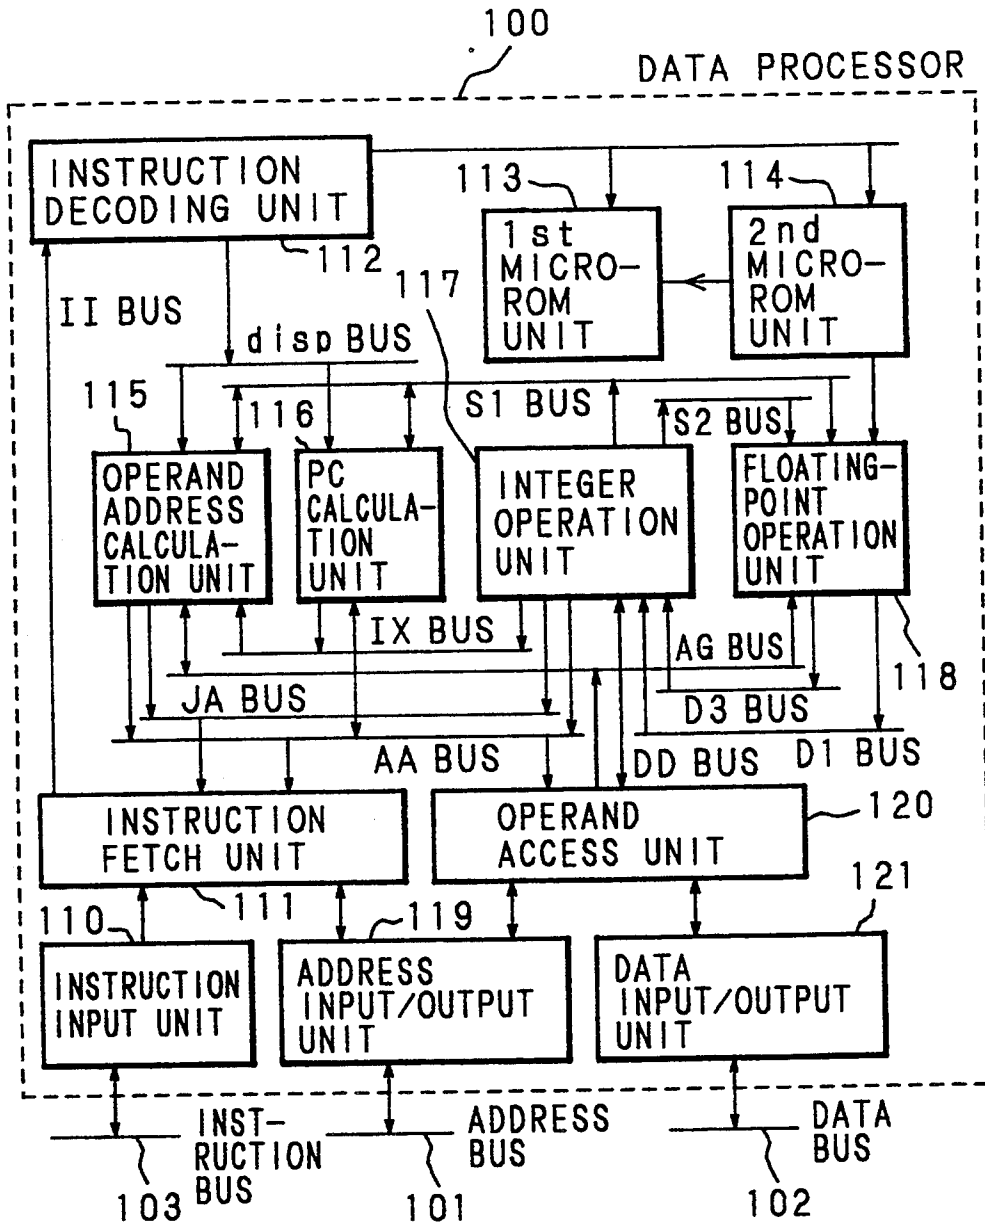 100
DATA PROCESSOR
INSTRUCTION
DECODING UNIT
112
113
1st
MICRO-
ROM
UNIT
114
2nd
MICRO-
ROM
UNIT
II BUS
disp BUS
117
S1 BUS
S2 BUS
115
OPERAND
ADDRESS
CALCULA-
TION UNIT
116
PC
CALCULA-
TION
UNIT
INTEGER
OPERATION
UNIT
FLOATING-
POINT
OPERATION
UNIT
118
IX BUS
AG BUS
JA BUS
D3 BUS
AA BUS
DD BUS
D1 BUS
INSTRUCTION
FETCH UNIT
111
OPERAND
ACCESS UNIT
120
110
INSTRUCTION
INPUT UNIT
119
ADDRESS
INPUT/OUTPUT
UNIT
121
DATA
INPUT/OUTPUT
UNIT
INST-
RUCTION
BUS
103
ADDRESS
BUS
101
DATA
BUS
102